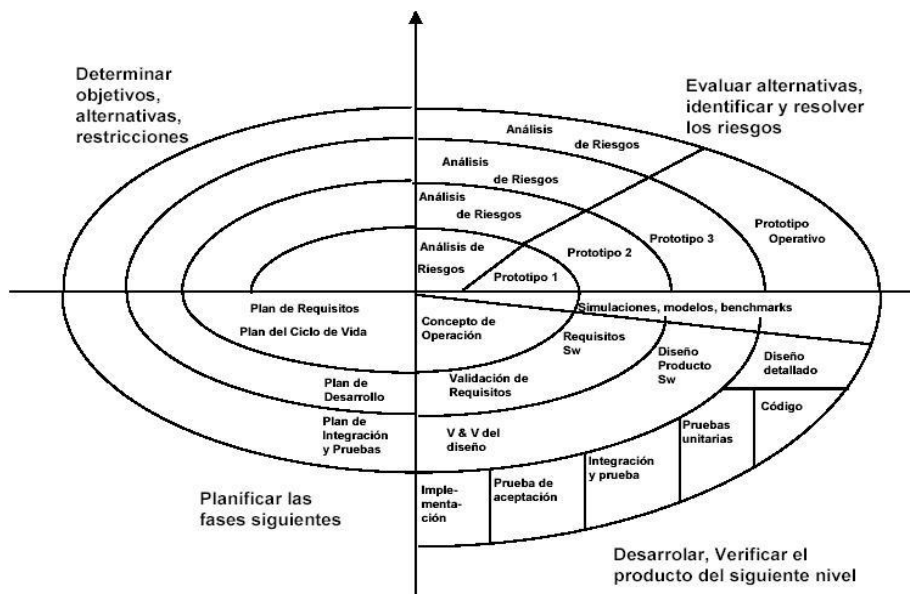 Determinar
objetivos,
alternativas,
restricciones
Evaluar alternativas,
identificar y resolver
los riesgos
Análisis
de Riesgos
Análisis
de Riesgos
Análisis
de Riesgos
Análisis de
Riesgos
Prototipo 1
Prototipo 2
Prototipo 3
Prototipo
Operativo
Simulaciones, modelos, benchmarks
Plan de Requisitos
Plan del Ciclo de Vida
Concepto de
Operación
Requisitos
Sw
Diseño
Producto
Sw
Diseño
detallado
Plan de
Desarrollo
Validación de
Requisitos
Código
Plan de
Integración
y Pruebas
V & V del
diseño
Pruebas
unitarias
Integración
y prueba
Prueba de
aceptación
Imple-
menta-
ción
Planificar las
fases siguientes
Desarrolar, Verificar el
producto del siguiente nivel